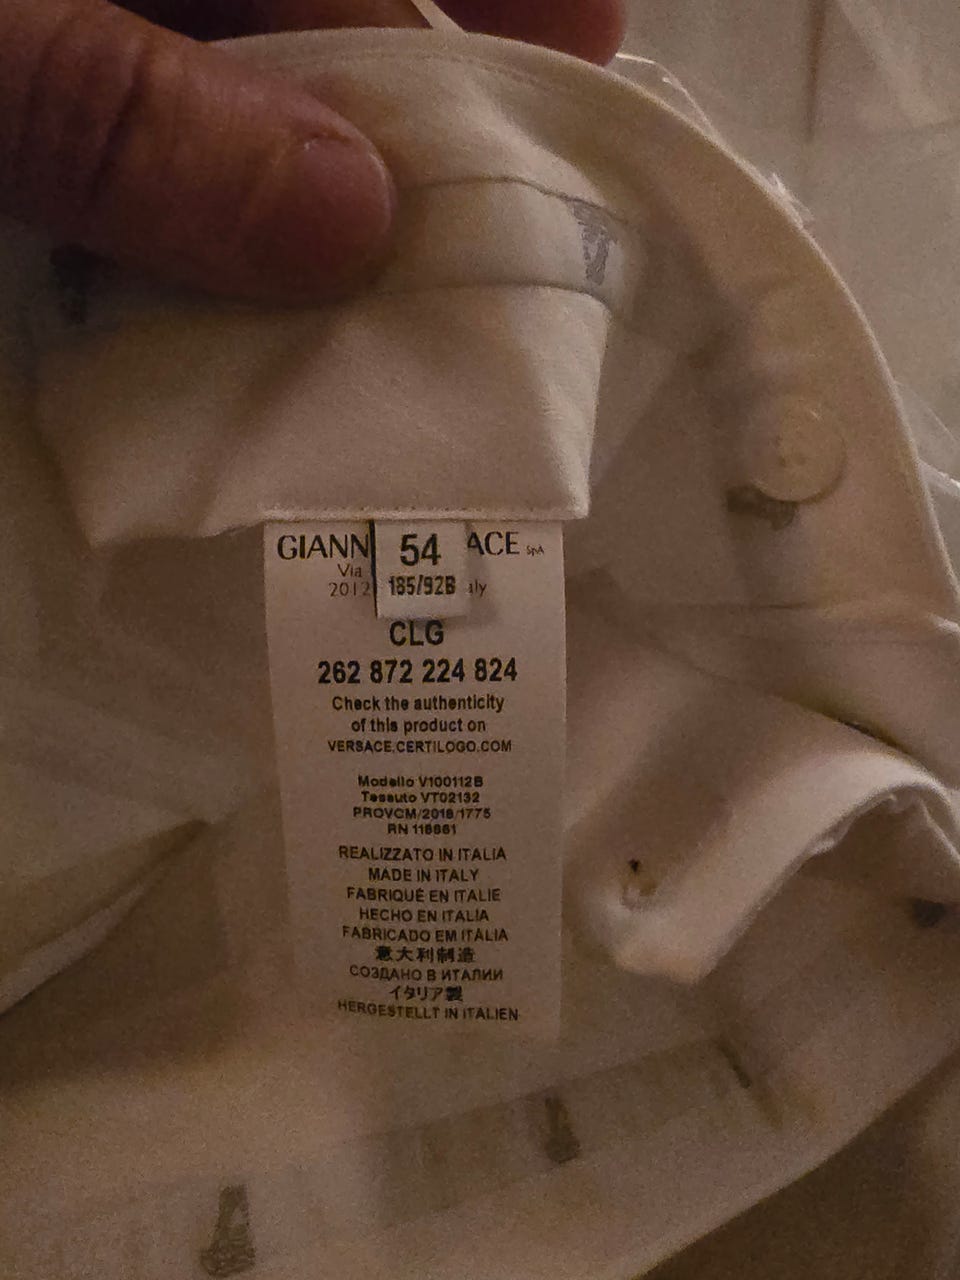 GIANN ACE SpA
Via
2012 aly
54
185/92B
CLG
262 872 224 824
Check the authenticity
of this product on
VERSACE.CERTILOGO.COM
Modello V100112B
Tessuto VT02132
PROVCM/2018/1775
RN 118861
REALIZZATO IN ITALIA
MADE IN ITALY
FABRIQUÉ EN ITALIE
HECHO EN ITALIA
FABRICADO EM ITALIA
意大利制造
СОЗДАНО В ИТАЛИИ
イタリア製
HERGESTELLT IN ITALIEN